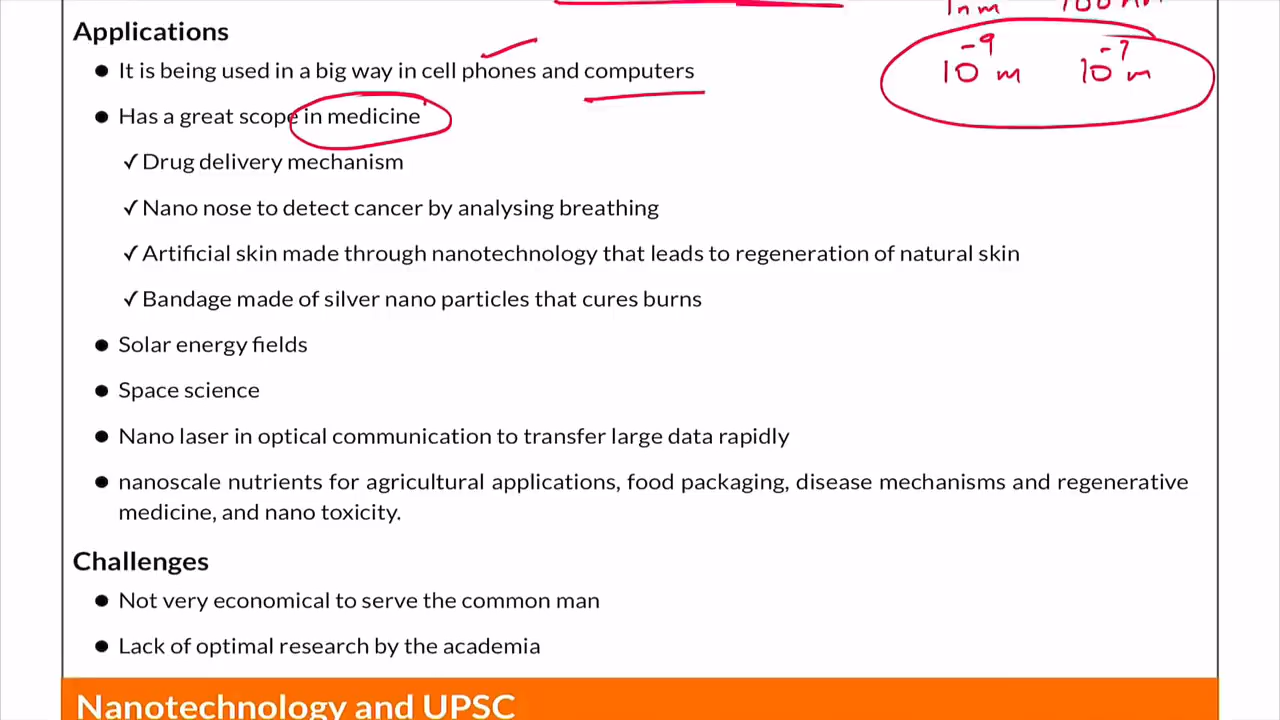 1nm 100
Applications
10⁻⁹ m 10⁻⁷ m
● It is being used in a big way in cell phones and computers
● Has a great scope in medicine
✓ Drug delivery mechanism
✓ Nano nose to detect cancer by analysing breathing
✓ Artificial skin made through nanotechnology that leads to regeneration of natural skin
✓ Bandage made of silver nano particles that cures burns
● Solar energy fields
● Space science
● Nano laser in optical communication to transfer large data rapidly
● nanoscale nutrients for agricultural applications, food packaging, disease mechanisms and regenerative
medicine, and nano toxicity.
Challenges
● Not very economical to serve the common man
● Lack of optimal research by the academia
Nanotechnology and UPSC